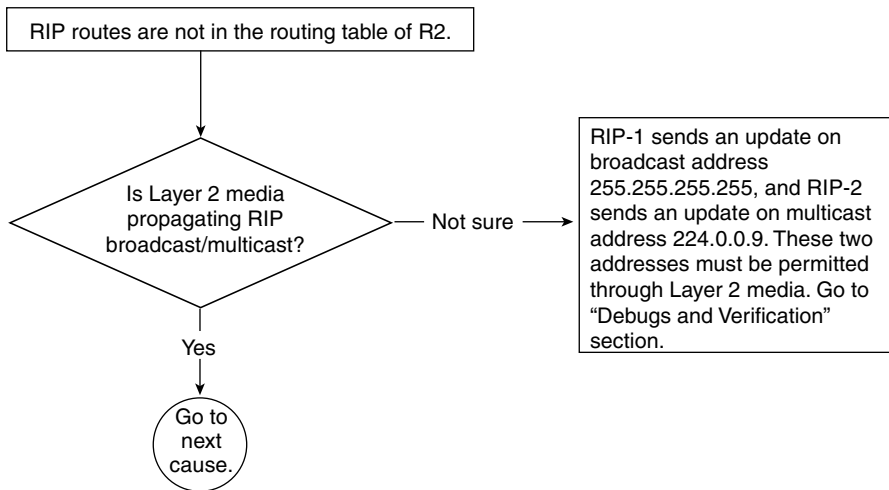 RIP routes are not in the routing table of R2.
Is Layer 2 media
propagating RIP
broadcast/multicast?
Not sure
RIP-1 sends an update on
broadcast address
255.255.255.255, and RIP-2
sends an update on multicast
address 224.0.0.9. These two
addresses must be permitted
through Layer 2 media. Go to
“Debugs and Verification”
section.
Yes
Go to
next
cause.